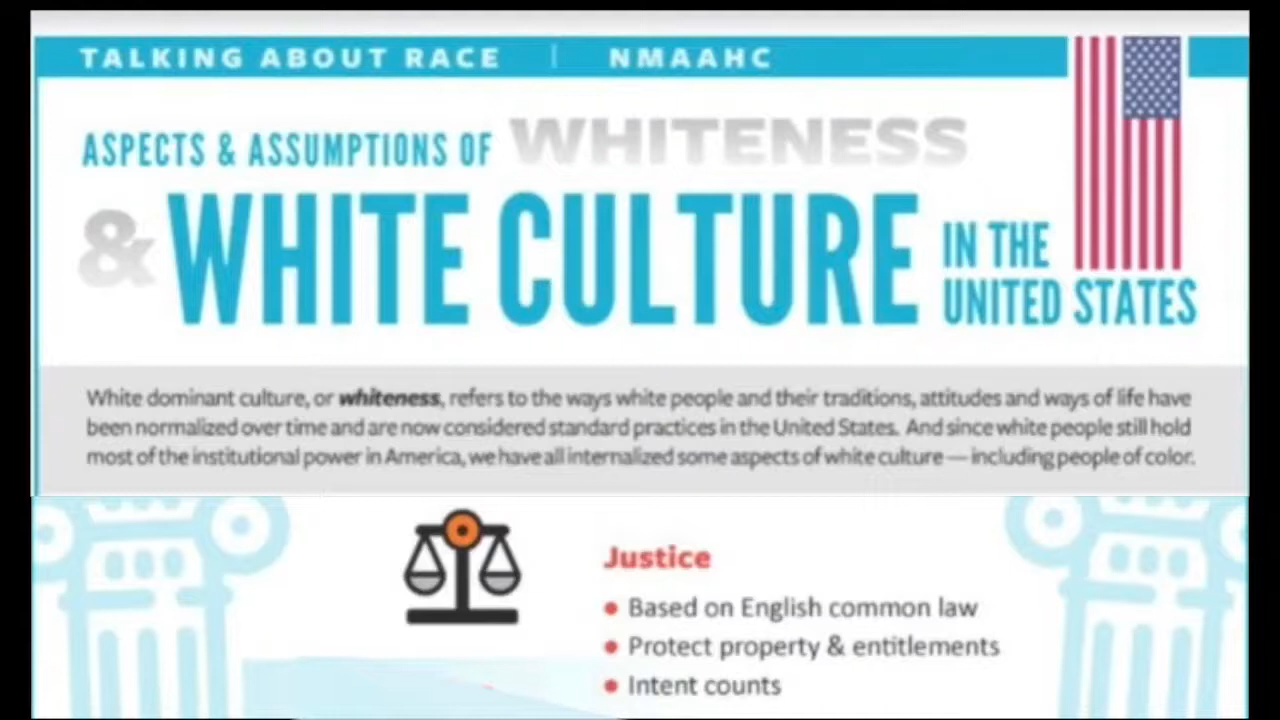 TALKING ABOUT RACE | NMAAHC
ASPECTS & ASSUMPTIONS OF WHITENESS
& WHITE CULTURE IN THE
UNITED STATES
White dominant culture, or whiteness, refers to the ways white people and their traditions, attitudes and ways of life have
been normalized over time and are now considered standard practices in the United States. And since white people still hold
most of the institutional power in America, we have all internalized some aspects of white culture — including people of color.
Justice
• Based on English common law
• Protect property & entitlements
• Intent counts